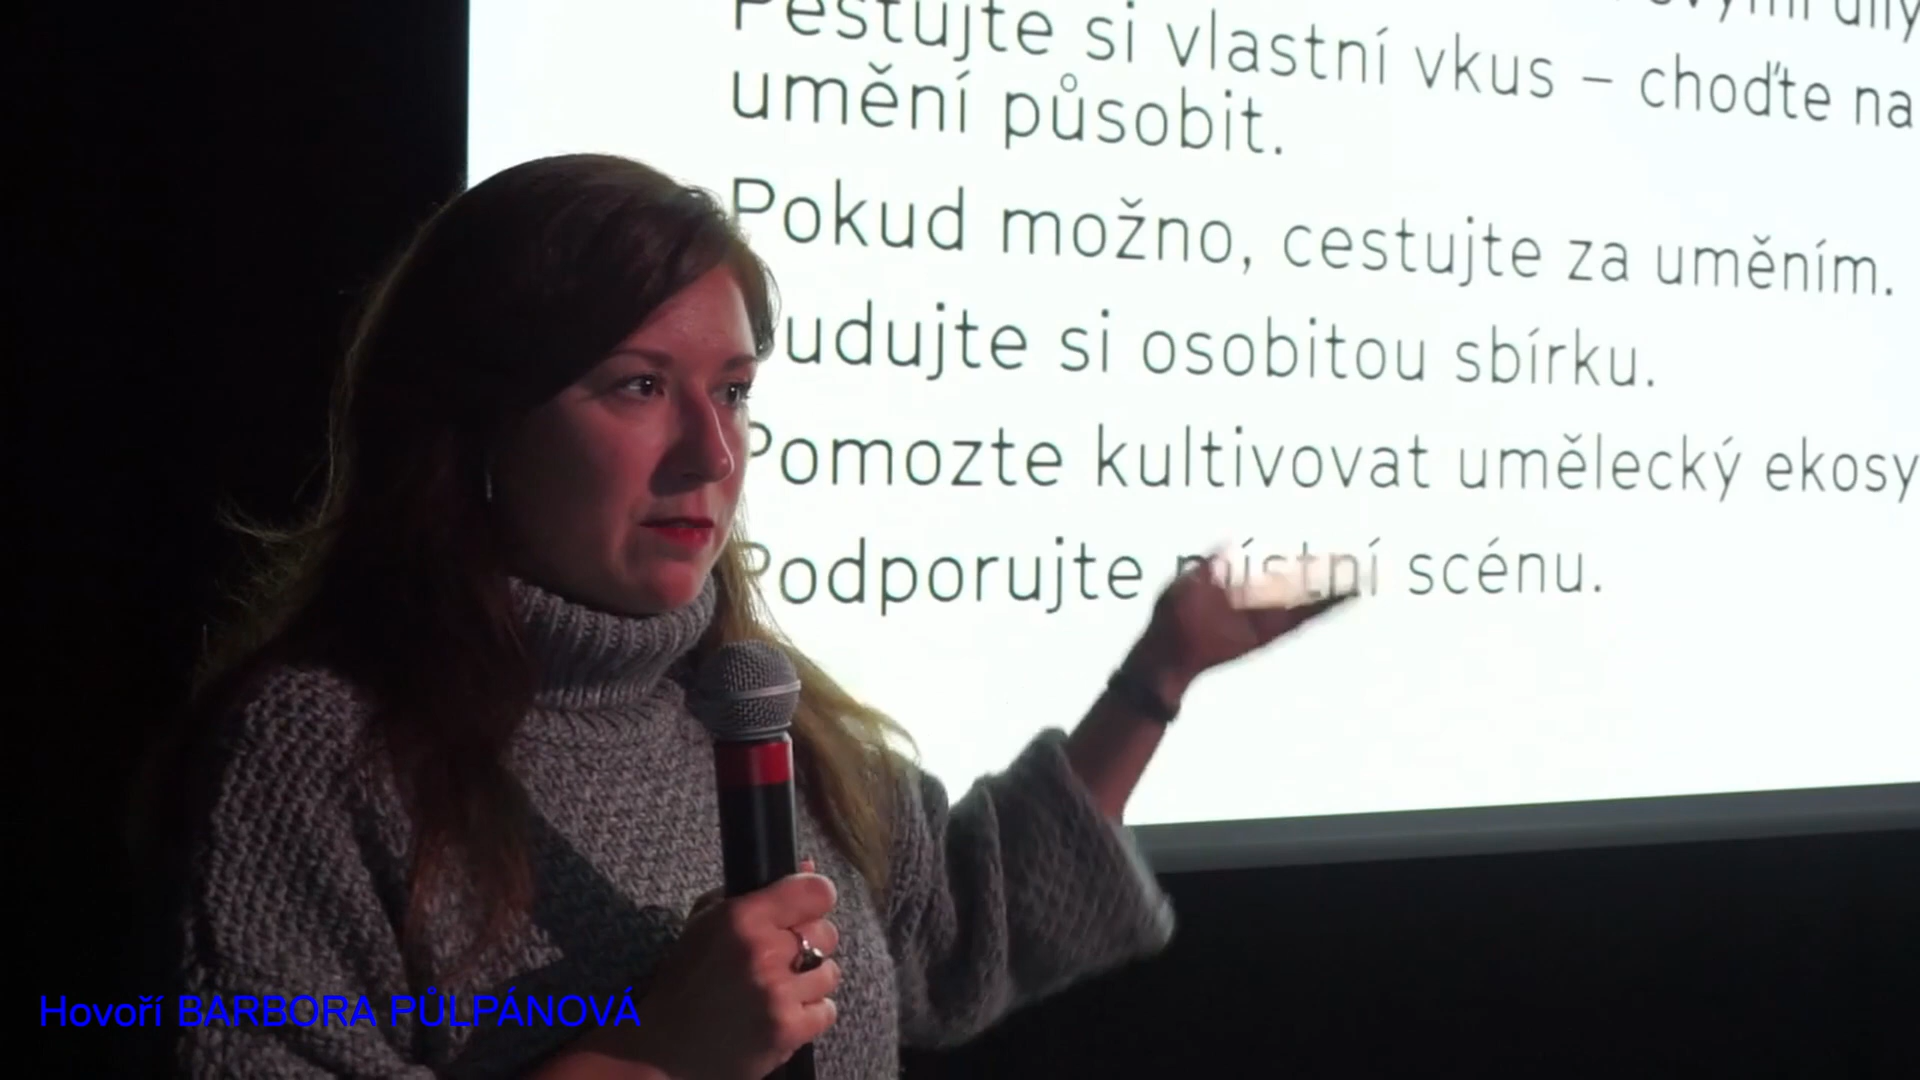 Pěstujte si vlastní vkus – choďte na
umění působit.
Pokud možno, cestujte za uměním.
udujte si osobitou sbírku.
Pomozte kultivovat umělecký ekosy
Podporujte místní scénu.
Hovoří BARBORA PŮLPÁNOVÁ